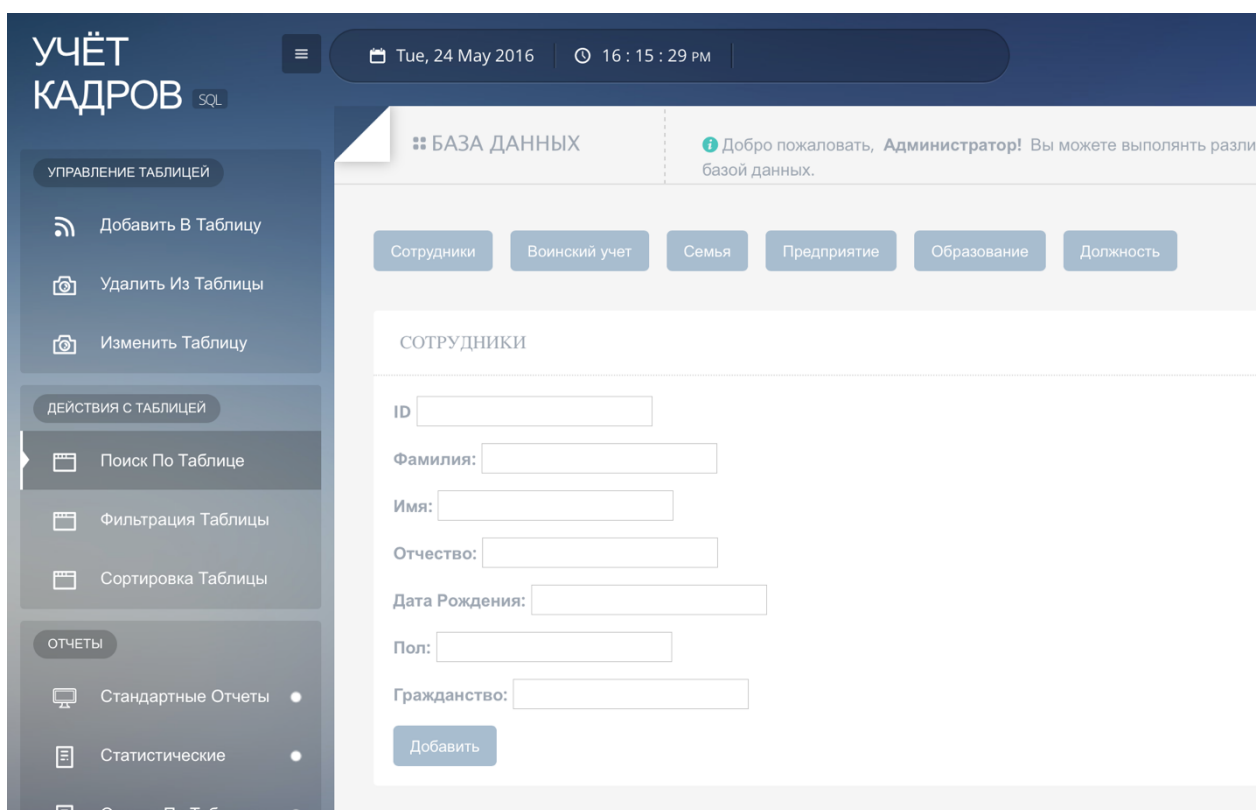 УЧЁТ
КАДРОВ SQL
Tue, 24 May 2016 16 : 15 : 29 PM
УПРАВЛЕНИЕ ТАБЛИЦЕЙ
Добавить В Таблицу
Удалить Из Таблицы
Изменить Таблицу
ДЕЙСТВИЯ С ТАБЛИЦЕЙ
Поиск По Таблице
Фильтрация Таблицы
Сортировка Таблицы
ОТЧЕТЫ
Стандартные Отчеты
Статистические
БАЗА ДАННЫХ
Добро пожаловать, Администратор! Вы можете выполянть разли
базой данных.
Сотрудники Воинский учет Семья Предприятие Образование Должность
СОТРУДНИКИ
ID
Фамилия:
Имя:
Отчество:
Дата Рождения:
Пол:
Гражданство:
Добавить